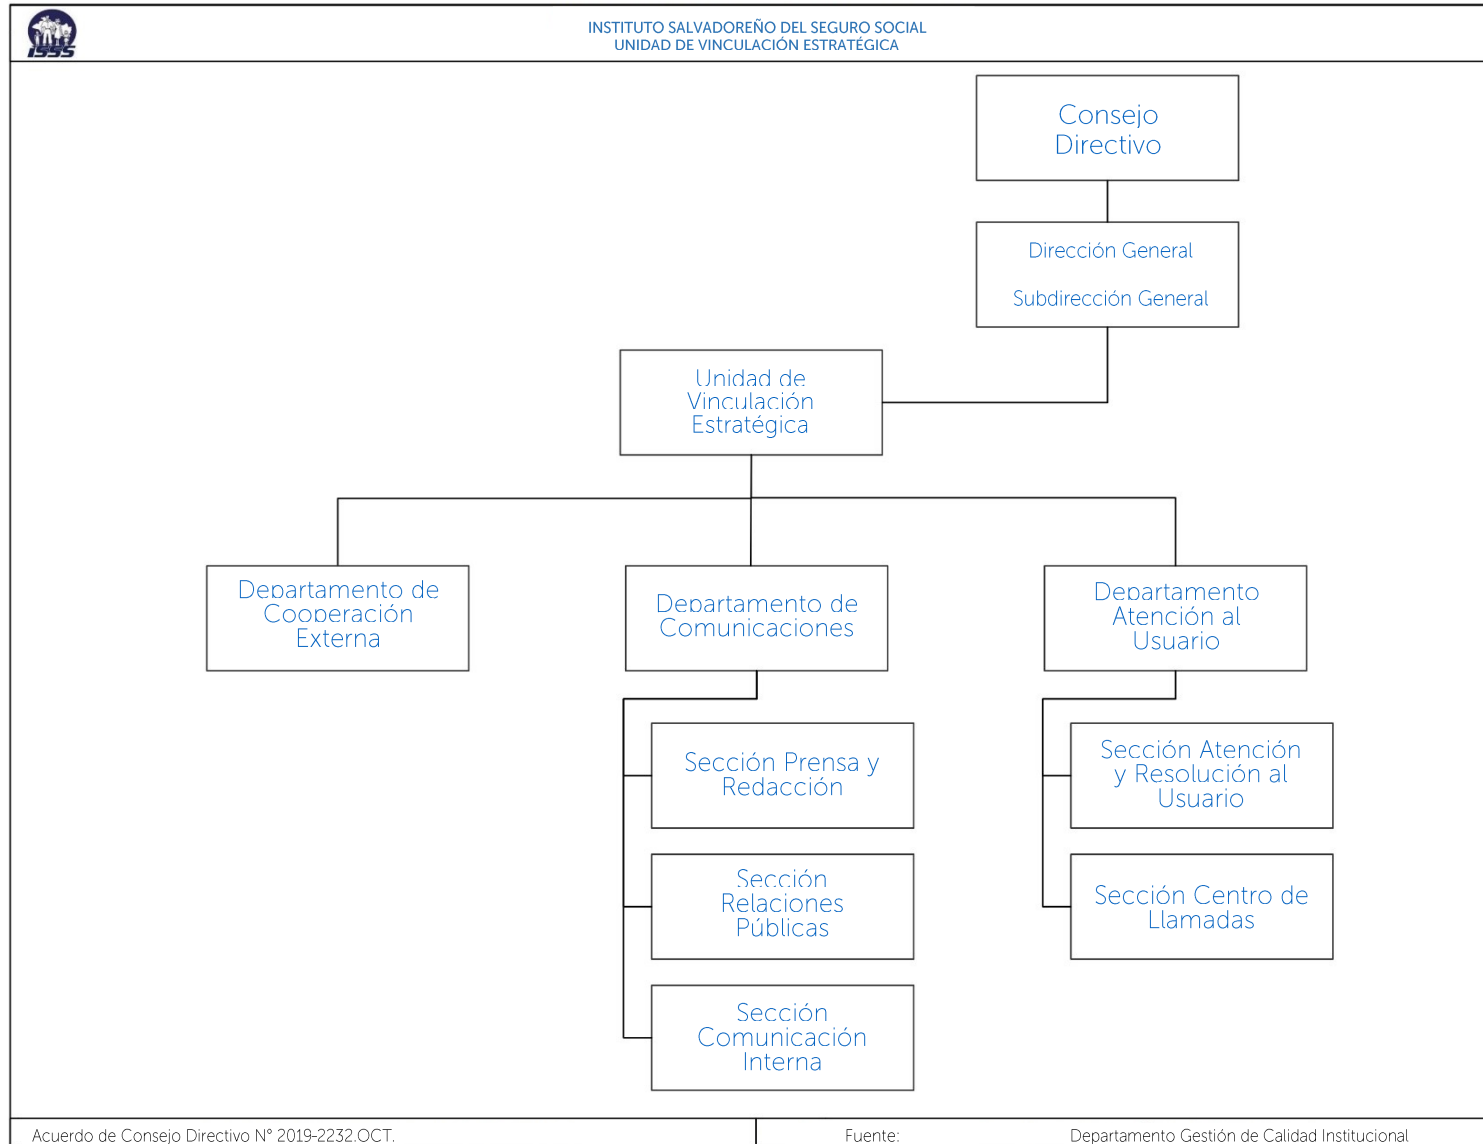 ISSS
INSTITUTO SALVADOREÑO DEL SEGURO SOCIAL
UNIDAD DE VINCULACIÓN ESTRATÉGICA
Consejo
Directivo
Dirección General
Subdirección General
Unidad de
Vinculación
Estratégica
Departamento de
Cooperación
Externa
Departamento de
Comunicaciones
Departamento
Atención al
Usuario
Sección Prensa y
Redacción
Sección
Relaciones
Públicas
Sección
Comunicación
Interna
Sección Atención
y Resolución al
Usuario
Sección Centro de
Llamadas
Acuerdo de Consejo Directivo N° 2019-2232.OCT.
Fuente: Departamento Gestión de Calidad Institucional